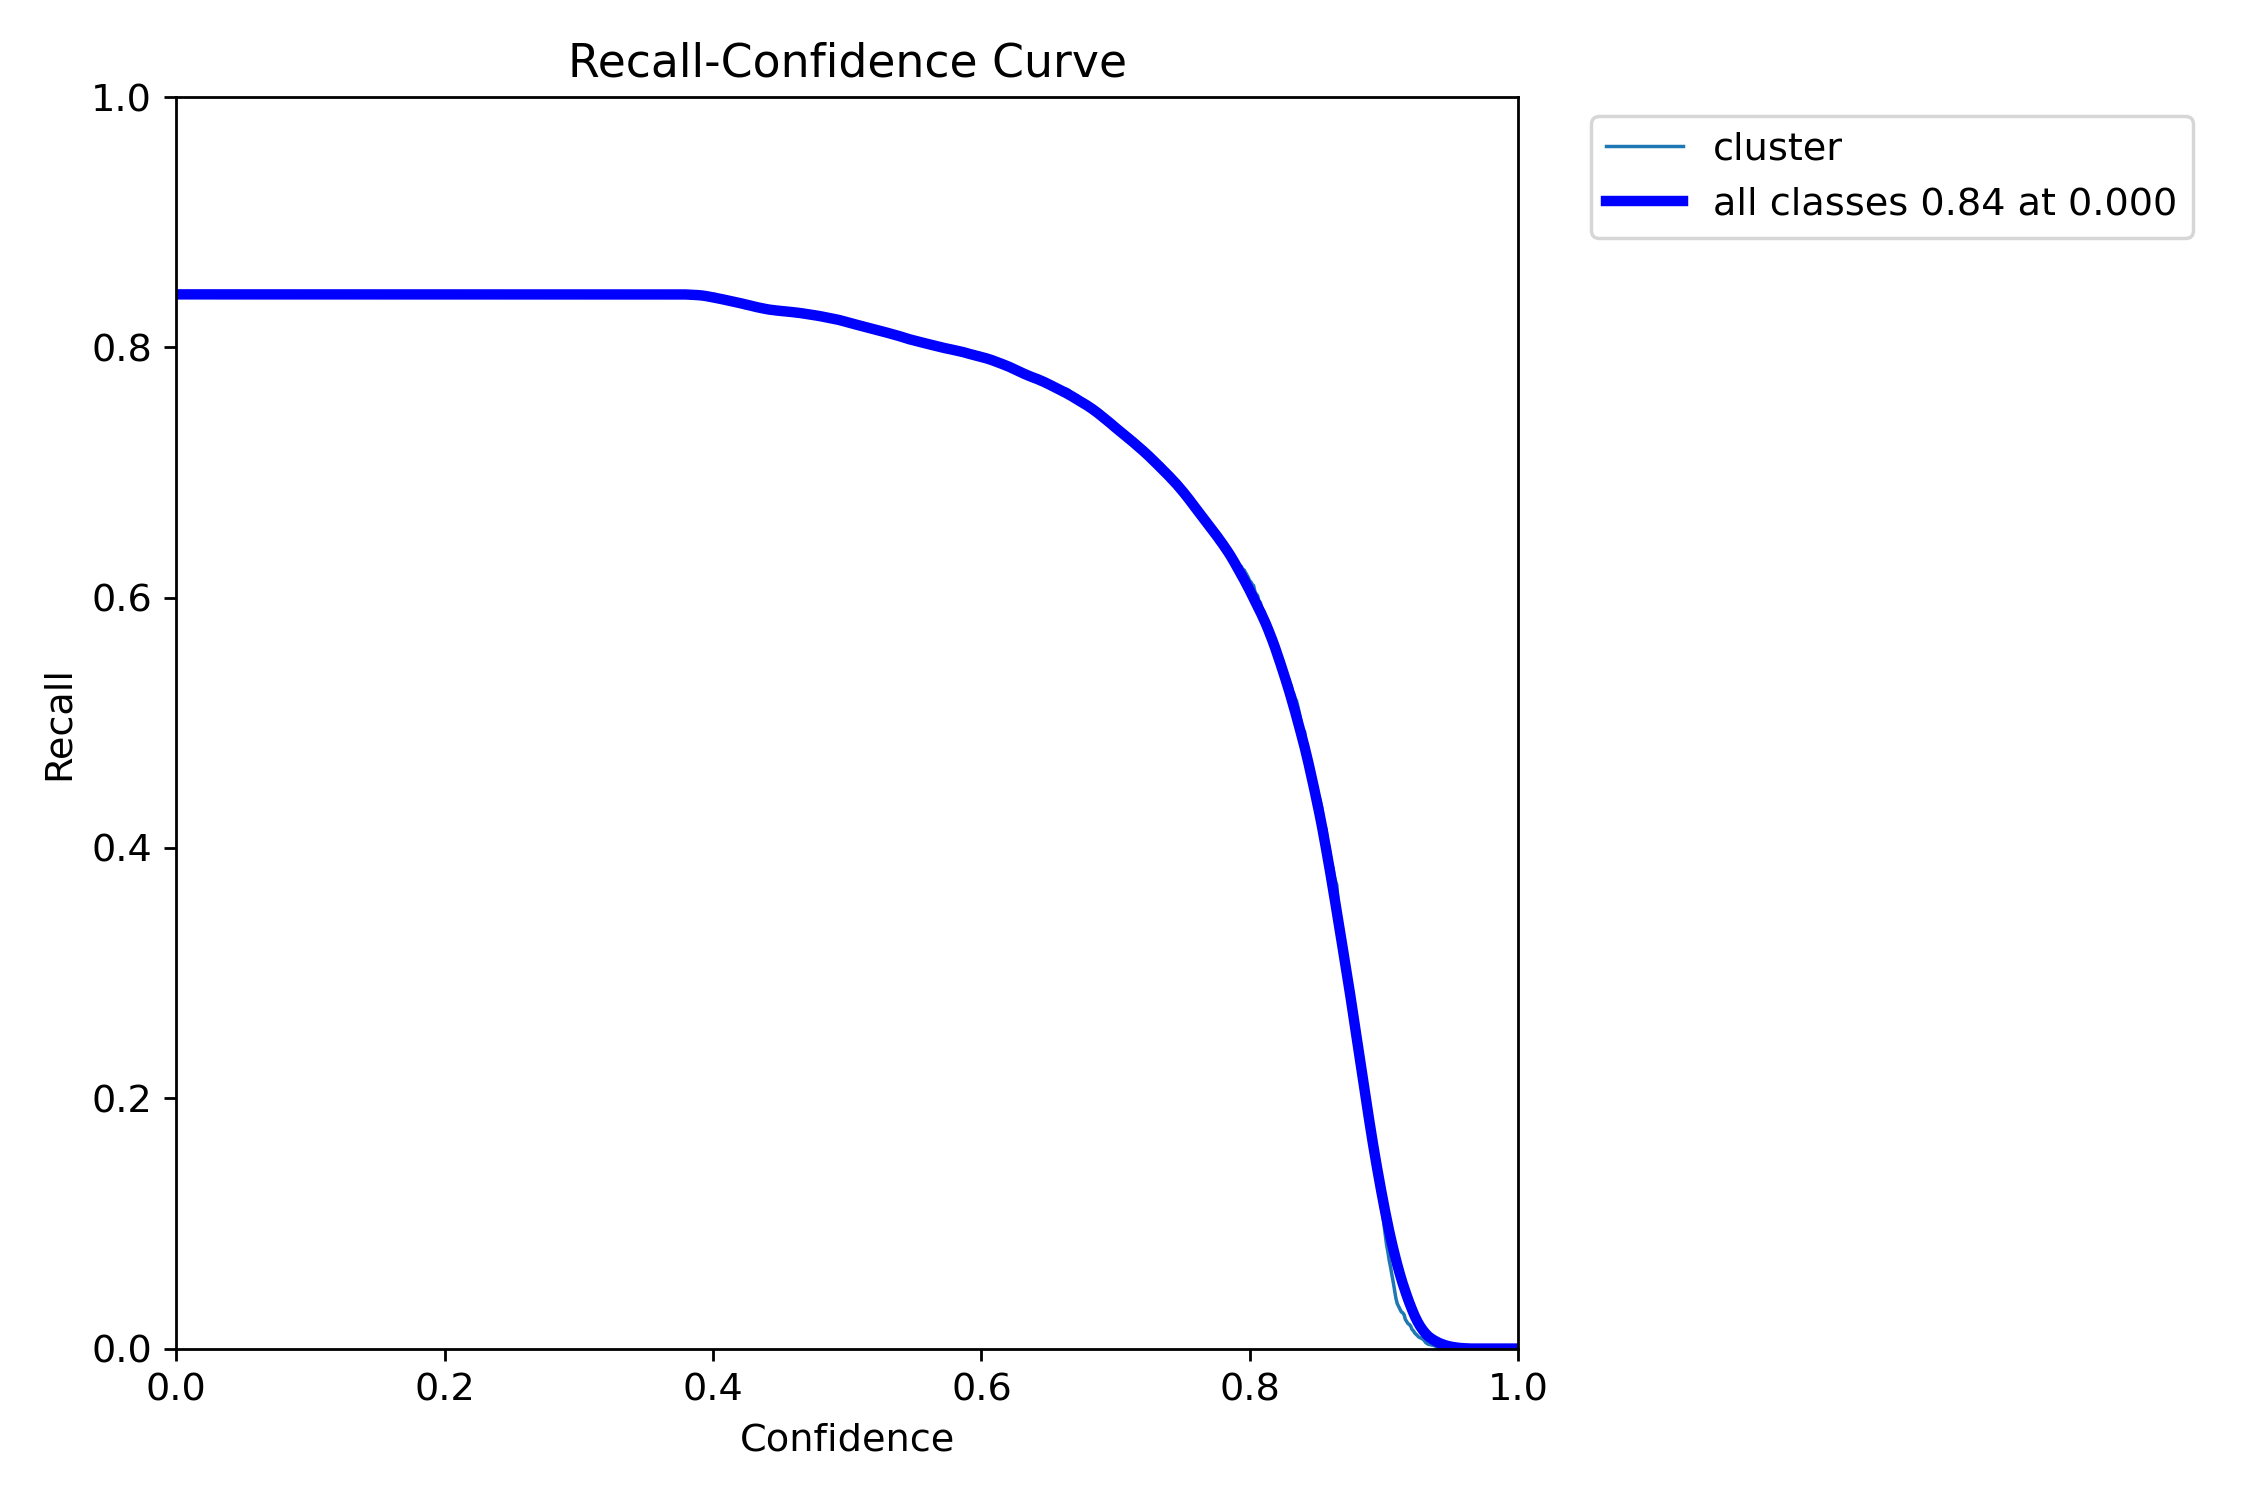 Recall-Confidence Curve
1.0
0.8
0.6
0.4
0.2
0.0
Recall
0.0 0.2 0.4 0.6 0.8 1.0
Confidence
cluster
all classes 0.84 at 0.000